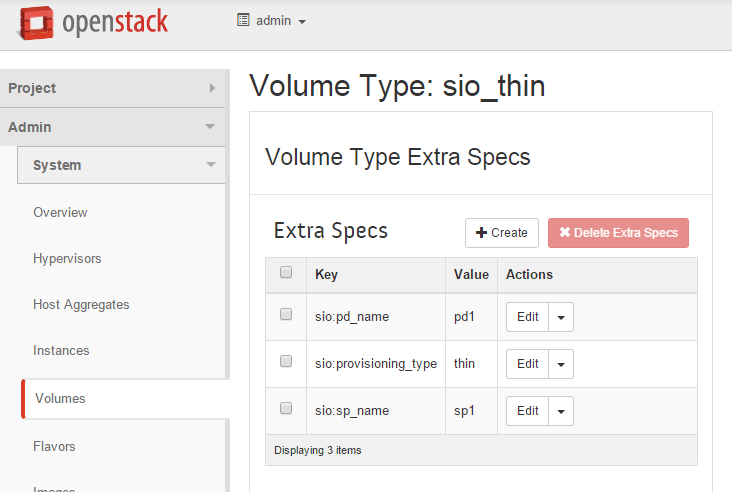 openstack
admin
Project
Admin
System
Overview
Hypervisors
Host Aggregates
Instances
Volumes
Flavors
Images
Volume Type: sio_thin
Volume Type Extra Specs
Extra Specs
Create
Delete Extra Specs
Key Value Actions
sio:pd_name pd1 Edit
sio:provisioning_type thin Edit
sio:sp_name sp1 Edit
Displaying 3 items